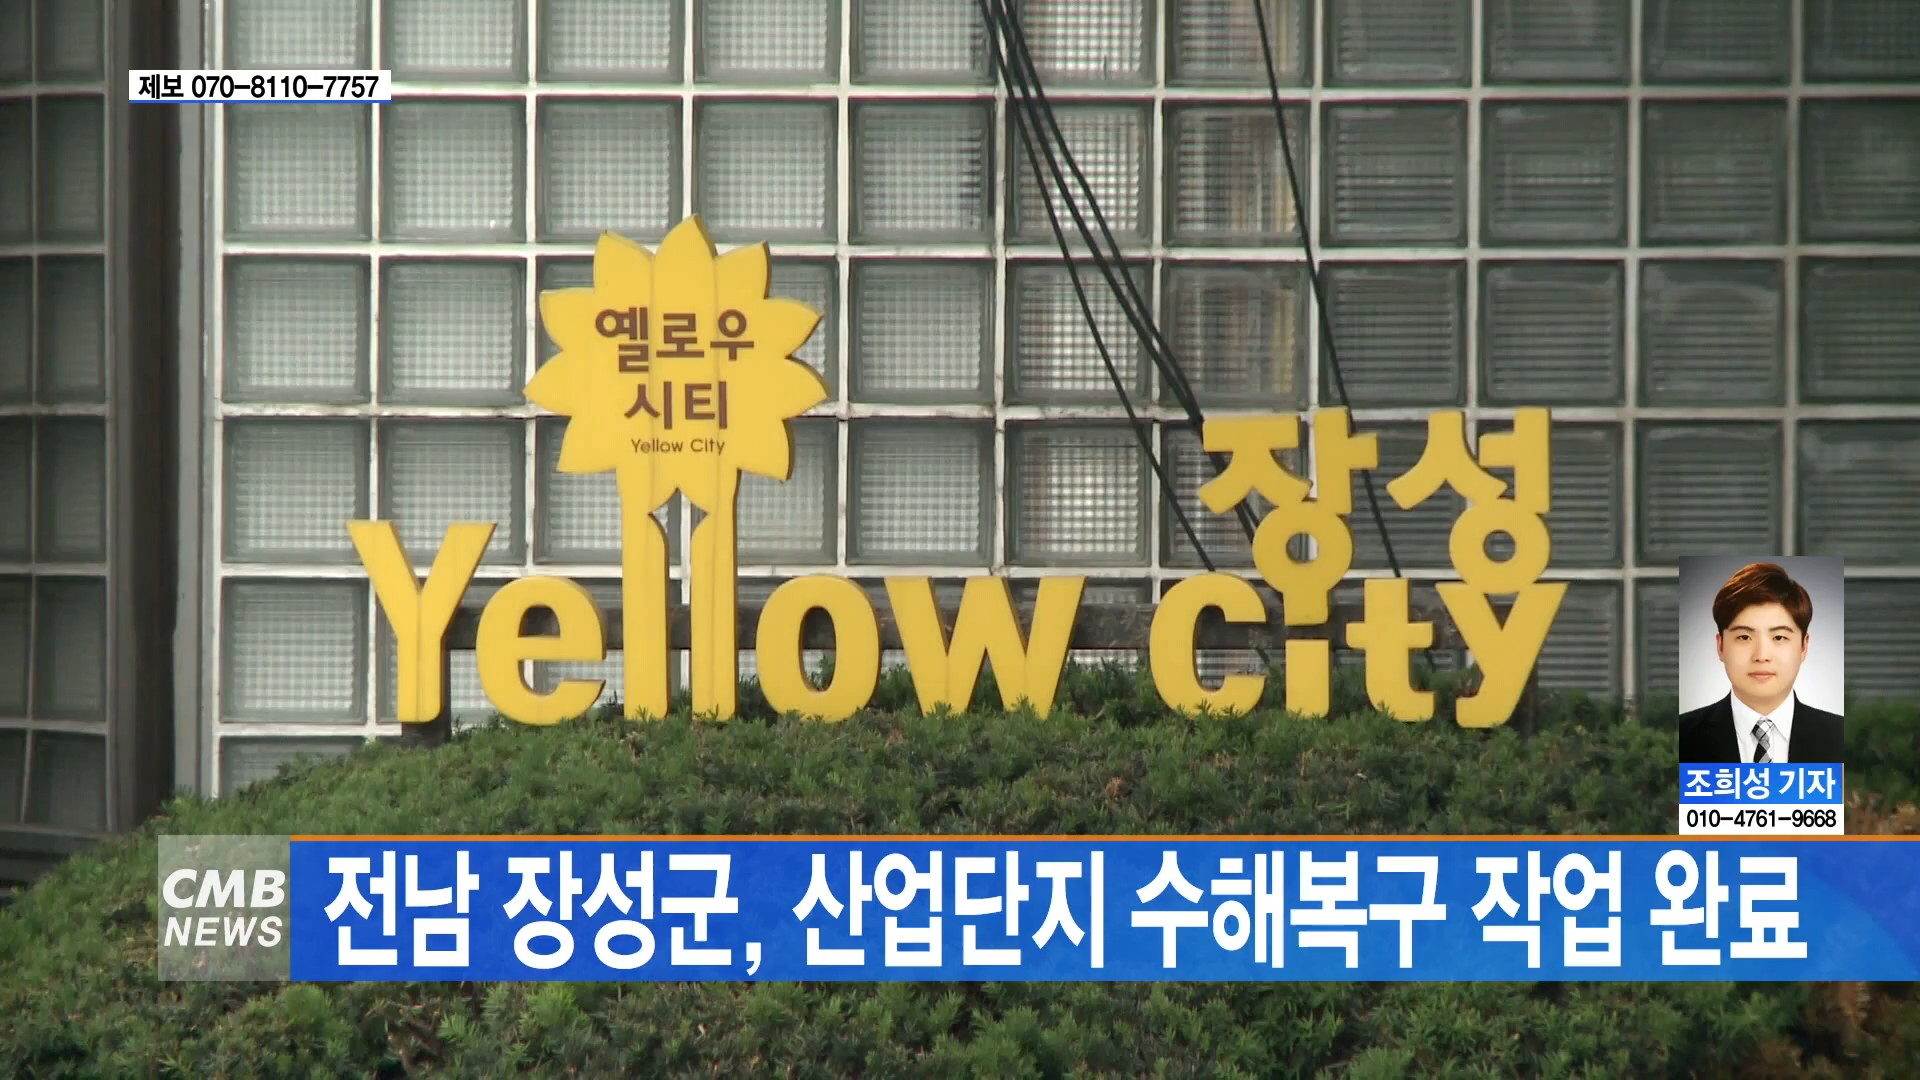 제보 070-8110-7757
옐로우
시티
Yellow City
장성
Yellow city
조희성 기자
010-4761-9668
CMB
NEWS
전남 장성군, 산업단지 수해복구 작업 완료